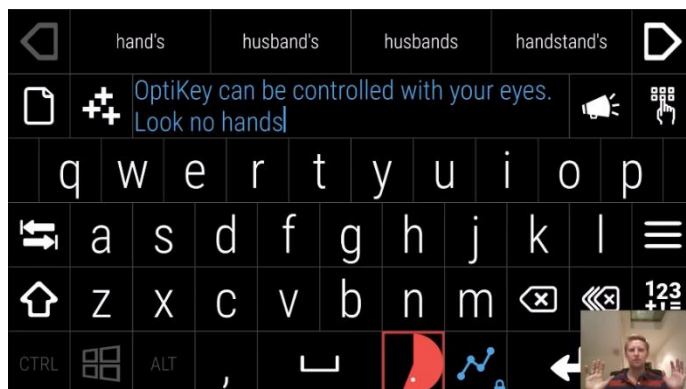 hand's husband's husbands handstand's
OptiKey can be controlled with your eyes.
Look no hands
q w e r t y u i o p
a s d f g h j k l
z x c v b n m 123
CTRL ALT ,